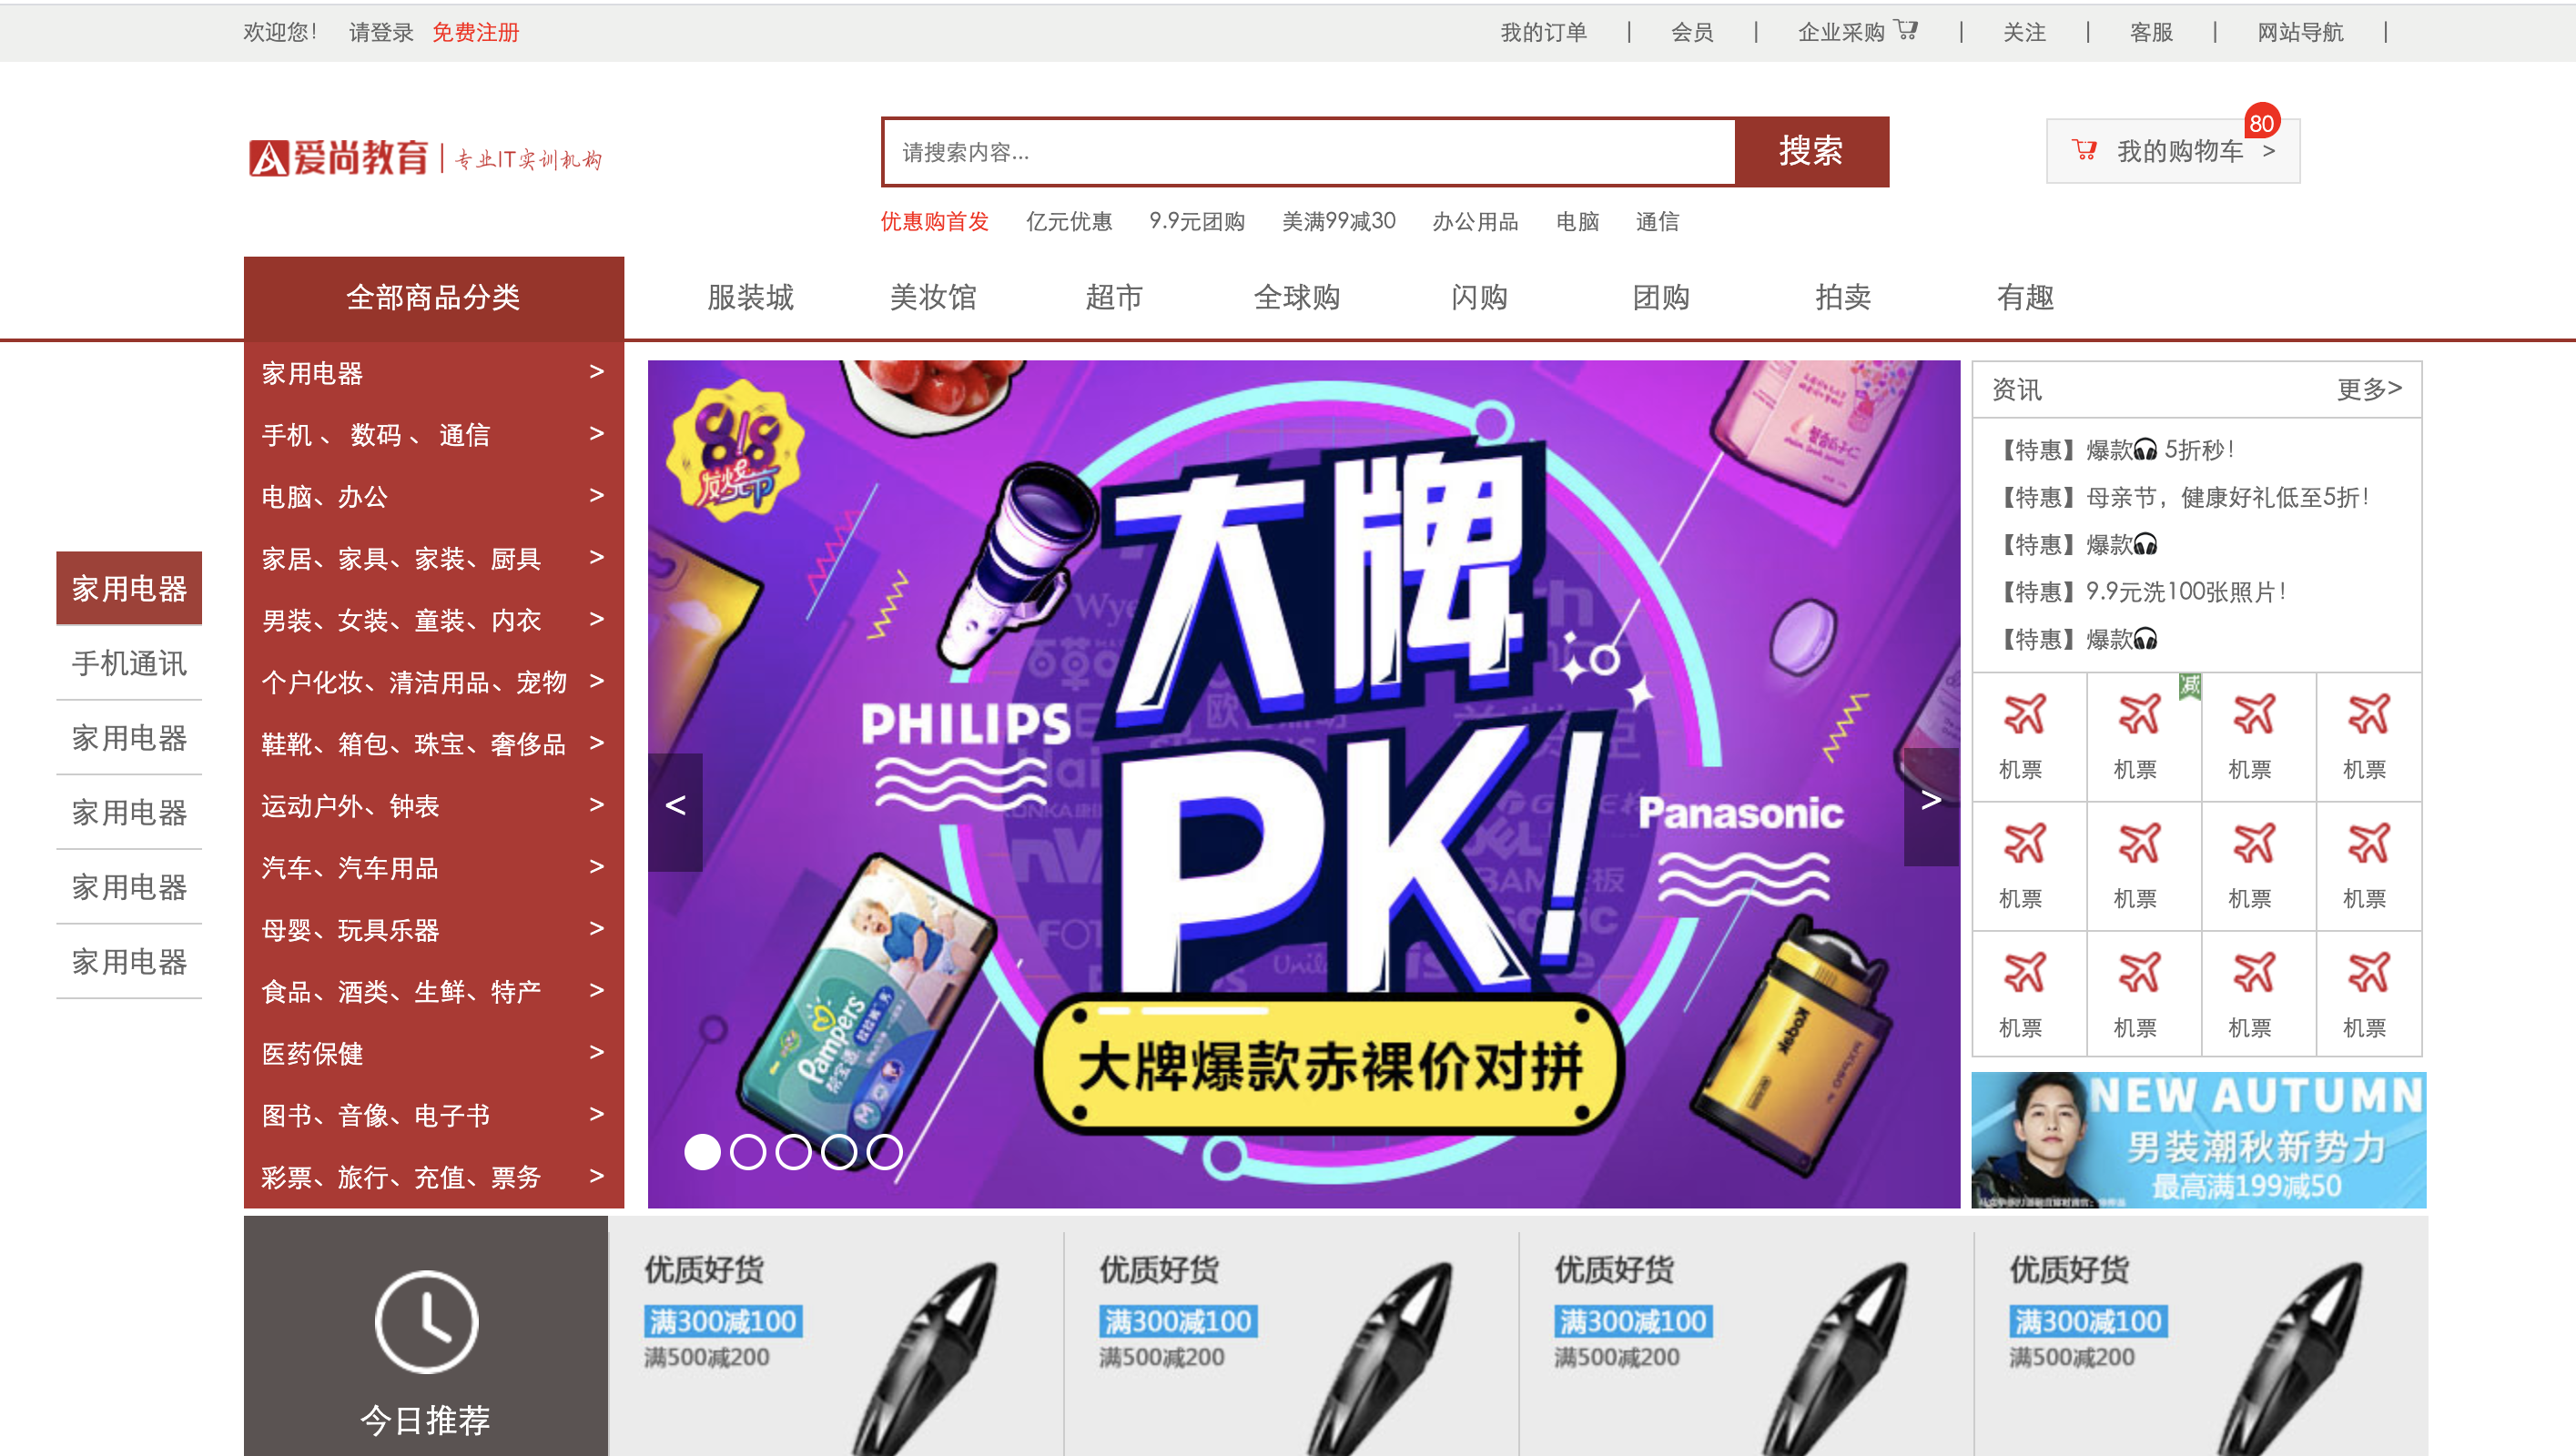 欢迎您！ 请登录 免费注册
我的订单 | 会员 | 企业采购 | 关注 | 客服 | 网站导航 |
爱尚教育 | 专业IT实训机构
请搜索内容... 搜索
80
我的购物车 >
优惠购首发 亿元优惠 9.9元团购 美满99减30 办公用品 电脑 通信
全部商品分类 服装城 美妆馆 超市 全球购 闪购 团购 拍卖 有趣
家用电器
手机通讯
家用电器
家用电器
家用电器
家用电器
家用电器 >
手机 、 数码 、 通信 >
电脑、办公 >
家居、家具、家装、厨具 >
男装、女装、童装、内衣 >
个户化妆、清洁用品、宠物 >
鞋靴、箱包、珠宝、奢侈品 >
运动户外、钟表 >
汽车、汽车用品 >
母婴、玩具乐器 >
食品、酒类、生鲜、特产 >
医药保健 >
图书、音像、电子书 >
彩票、旅行、充值、票务 >
8.18
发烧节
大牌
PK!
PHILIPS
Panasonic
<
>
Pampers
Kodak
大牌爆款赤裸价对拼
资讯 更多>
【特惠】爆款🎧 5折秒！
【特惠】母亲节，健康好礼低至5折！
【特惠】爆款🎧
【特惠】9.9元洗100张照片！
【特惠】爆款🎧
减
机票 机票 机票 机票
机票 机票 机票 机票
机票 机票 机票 机票
NEW AUTUMN
男装潮秋新势力
最高满199减50
今日推荐
优质好货
满300减100
满500减200
优质好货
满300减100
满500减200
优质好货
满300减100
满500减200
优质好货
满300减100
满500减200